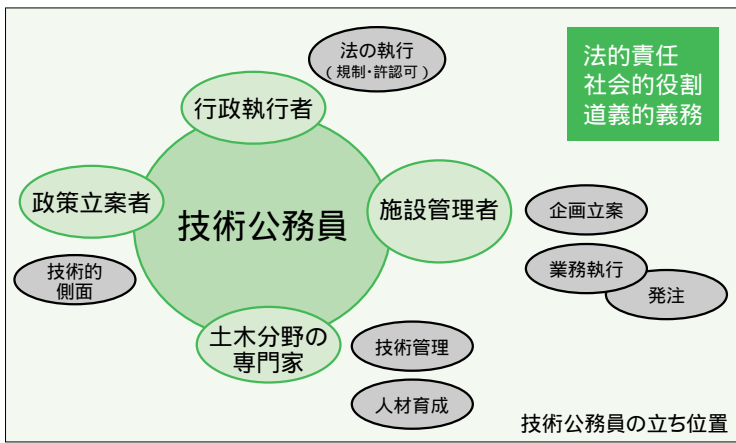 法の執行
（規制・許認可）
法的責任
社会的役割
道義的義務
行政執行者
政策立案者
技術公務員
施設管理者
企画立案
技術的
側面
業務執行
発注
土木分野の
専門家
技術管理
人材育成
技術公務員の立ち位置